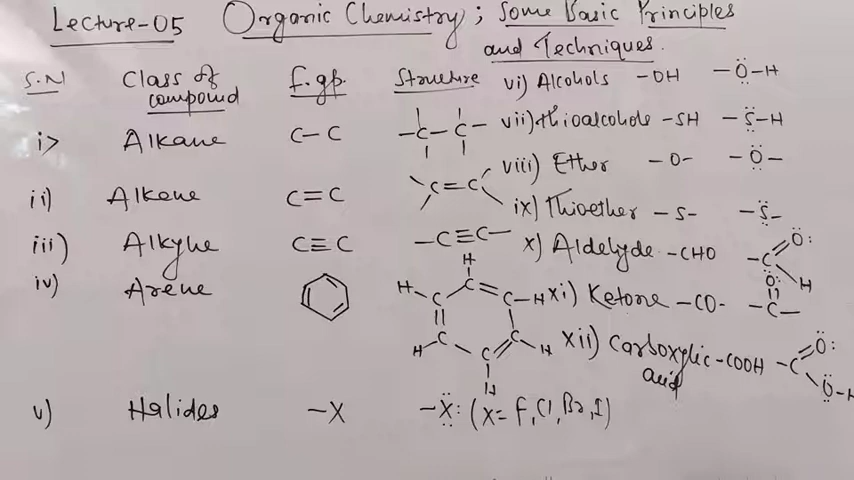 Lecture-05 Organic Chemistry; Some Basic Principles
and Techniques.
S.N Class of compound f.gp. Structure
i> Alkane C–C –C–C–
ii) Alkene C=C C=C
iii) Alkyne C≡C –C≡C–
iv) Arene H H C C C C C C H H H H
v) Halides –X –Ẍ: (X= F, Cl, Br, I)
vi) Alcohols –OH –Ö–H
vii) thioalcohols –SH –S̈–H
viii) Ether –O– –Ö–
ix) Thioether –S– –S̈–
x) Aldehyde –CHO –C=Ö: H
xi) Ketone –CO– Ö: –C–
xii) Carboxylic acid –COOH –C=Ö: Ö–H